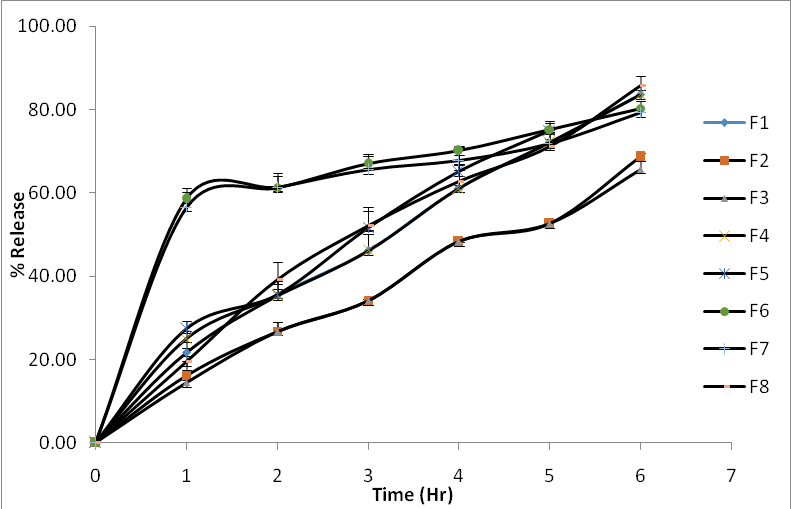 100.00
80.00
60.00
40.00
20.00
0.00
% Release
0 1 2 3 4 5 6 7
Time (Hr)
F1
F2
F3
F4
F5
F6
F7
F8